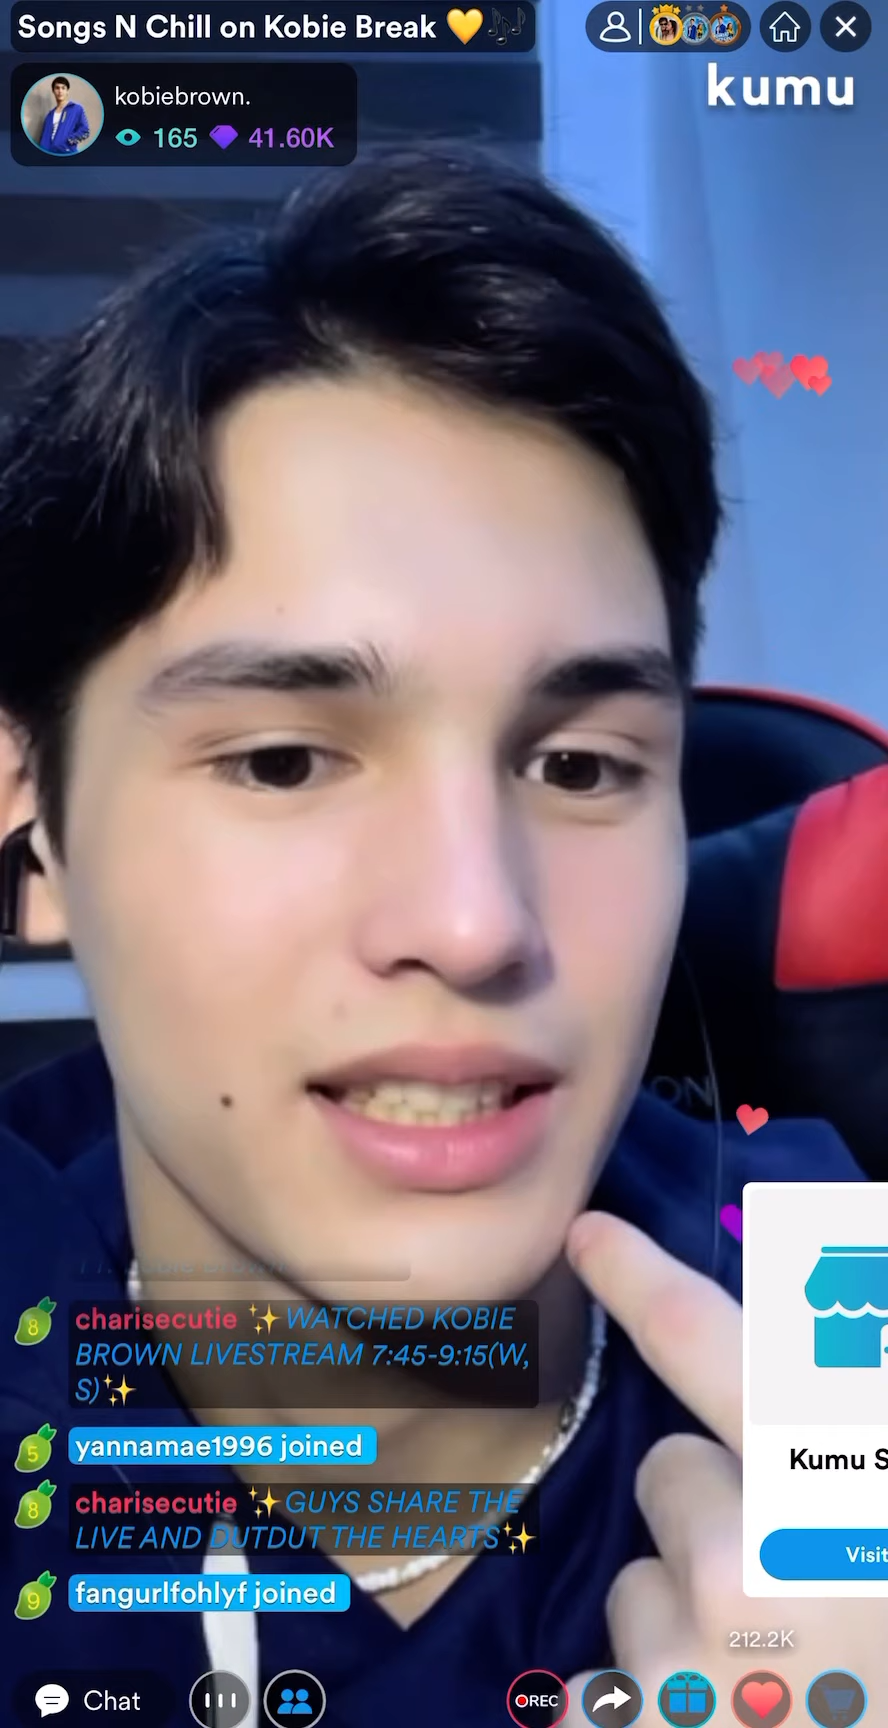 Songs N Chill on Kobie Break 💛🎶
kobiebrown.
165 41.60K
kumu
ON
charisecutie ✨WATCHED KOBIE
BROWN LIVESTREAM 7:45-9:15(W,
S)✨
8
yannamae1996 joined
5
charisecutie ✨GUYS SHARE THE
LIVE AND DUTDUT THE HEARTS✨
8
fangurlfohlyf joined
9
Kumu S
Visit
212.2K
Chat
REC